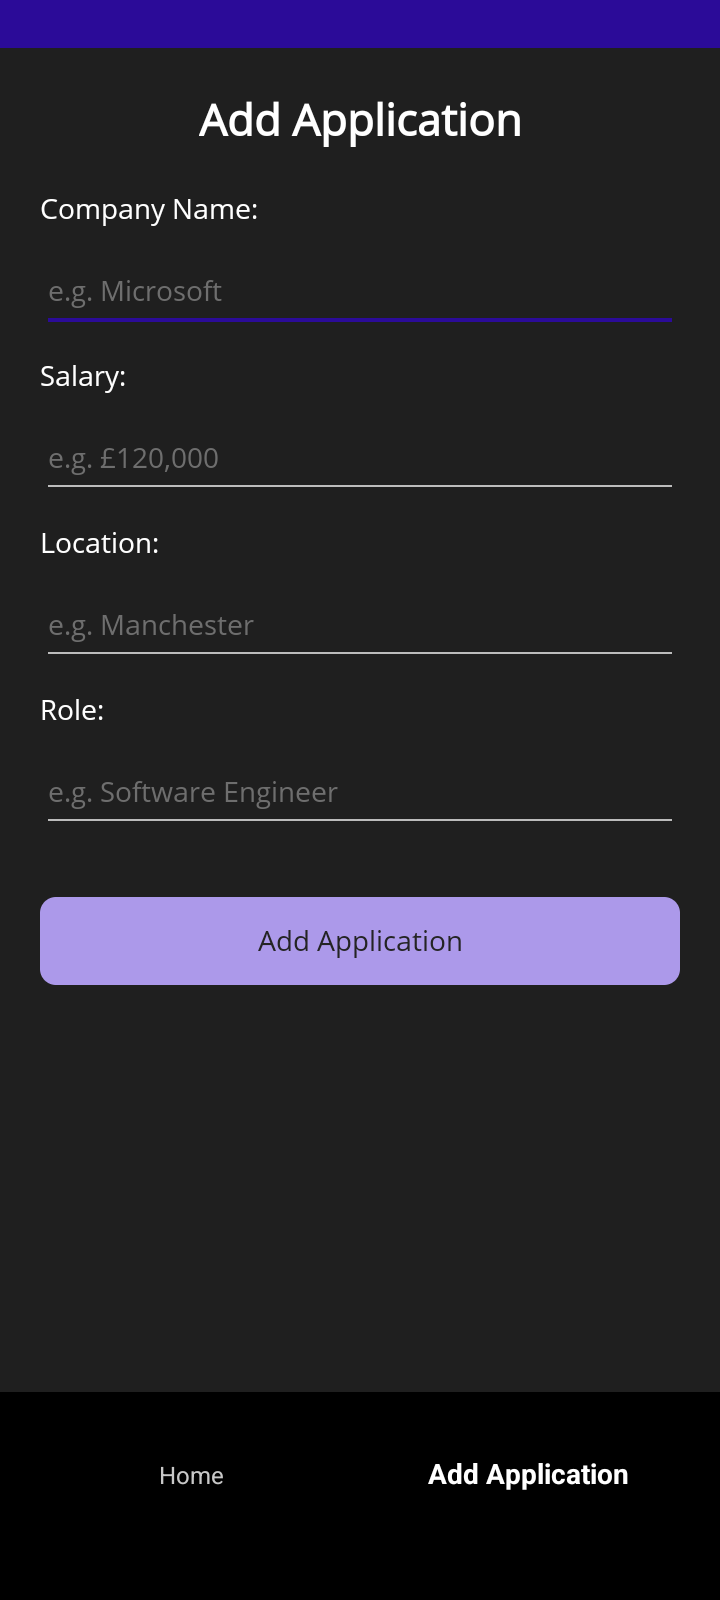 Add Application
Company Name:
e.g. Microsoft
Salary:
e.g. £120,000
Location:
e.g. Manchester
Role:
e.g. Software Engineer
Add Application
Home
Add Application